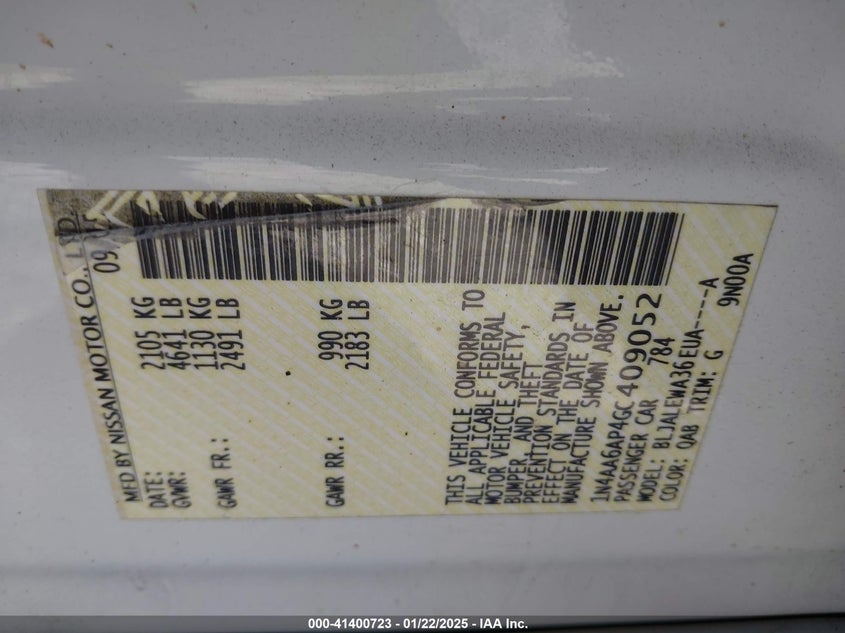 MFD BY NISSAN MOTOR CO., LTD.
DATE: 09
GVWR: 2105 KG
4641 LB
GAWR FR.: 1130 KG
2491 LB
GAWR RR.: 990 KG
2183 LB
THIS VEHICLE CONFORMS TO
ALL APPLICABLE FEDERAL
MOTOR VEHICLE SAFETY,
BUMPER, AND THEFT
PREVENTION STANDARDS IN
EFFECT ON THE DATE OF
MANUFACTURE SHOWN ABOVE.
1N4AA6AP4GC409052
PASSENGER CAR 784
MODEL: BLJALEWA36EUA----A
COLOR: QAB TRIM: G 9N00A
000-41400723 - 01/22/2025 - IAA Inc.